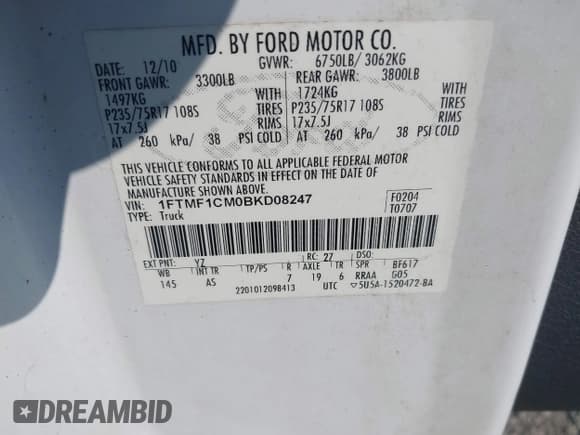 MFD. BY FORD MOTOR CO.
DATE: 12/10 GVWR: 6750LB/ 3062KG
FRONT GAWR: 3300LB REAR GAWR: 3800LB
1497KG WITH 1724KG WITH
P235/75R17 108S TIRES P235/75R17 108S TIRES
17x7.5J RIMS 17x7.5J RIMS
AT 260 kPa/ 38 PSI COLD AT 260 kPa/ 38 PSI COLD
THIS VEHICLE CONFORMS TO ALL APPLICABLE FEDERAL MOTOR
VEHICLE SAFETY STANDARDS IN EFFECT ON THE DATE OF
MANUFACTURE SHOWN ABOVE.
VIN: 1FTMF1CM0BKD08247 F0204
TYPE: Truck T0707
EXT PNT: YZ RC: 27 DSO:
WB INT TR TP/PS R AXLE TR SPR BF617
145 AS 7 19 6 RRAA G05
2201012098413 UTC ▽5U5A-1520472-BA
DREAMBID